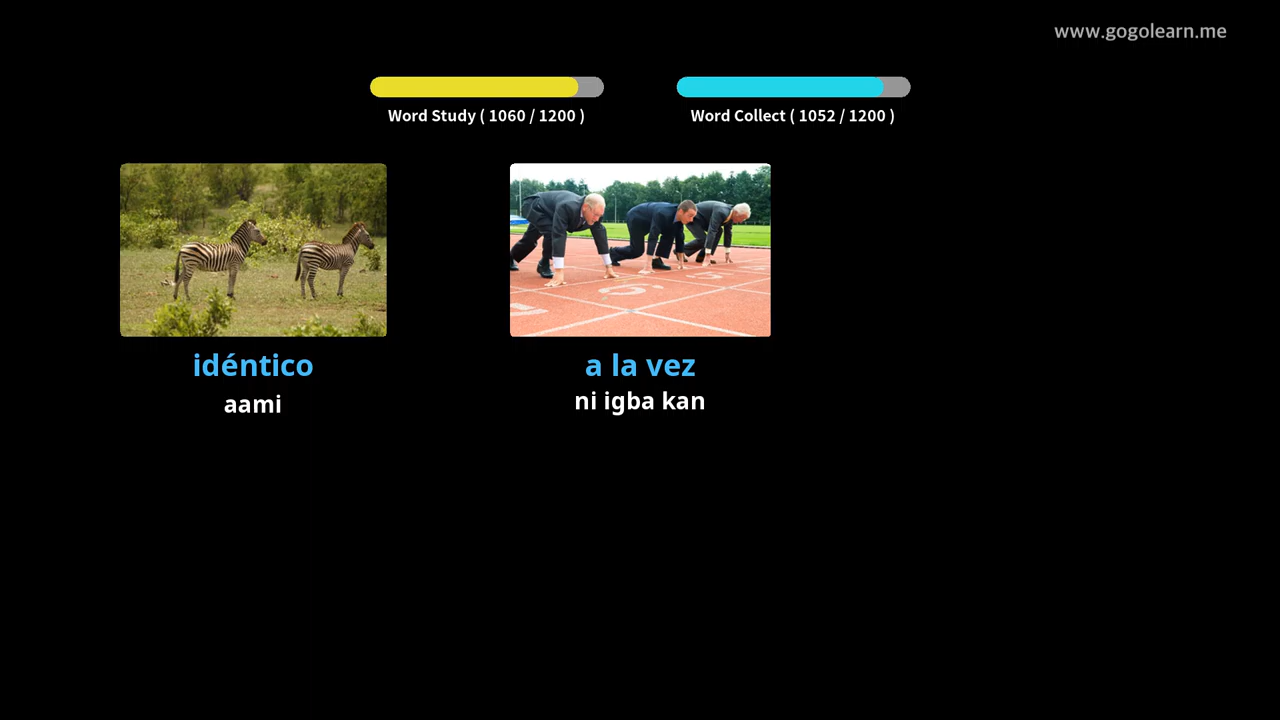 www.gogolearn.me
Word Study ( 1060 / 1200 )
Word Collect ( 1052 / 1200 )
idéntico
aami
a la vez
ni igba kan